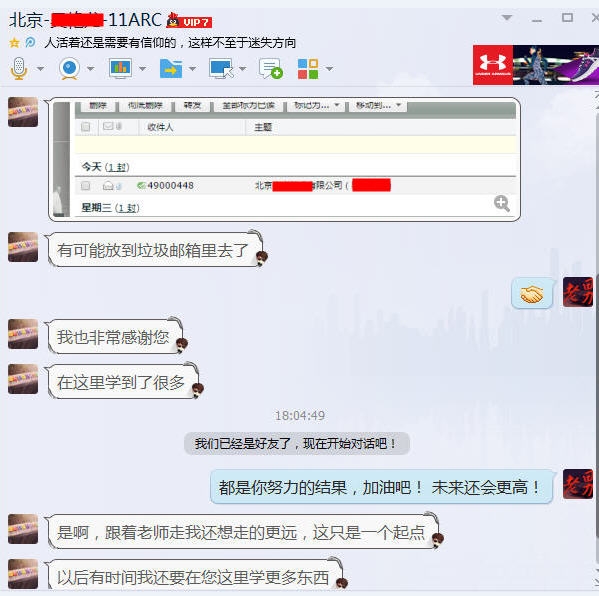 北京- -11ARC VIP7
人活着还是需要有信仰的，这样不至于迷失方向
UNDER ARMOUR
删除 彻底删除 转发 全部标为已读 标记为... 移动到...
收件人 主题
今天 (1 封)
49000448 北京 有限公司 (
星期三 (1 封)
有可能放到垃圾邮箱里去了
老男
我也非常感谢您
在这里学到了很多
18:04:49
我们已经是好友了，现在开始对话吧！
都是你努力的结果，加油吧！ 未来还会更高！
老男
是啊，跟着老师走我还想走的更远，这只是一个起点
以后有时间我还要在您这里学更多东西